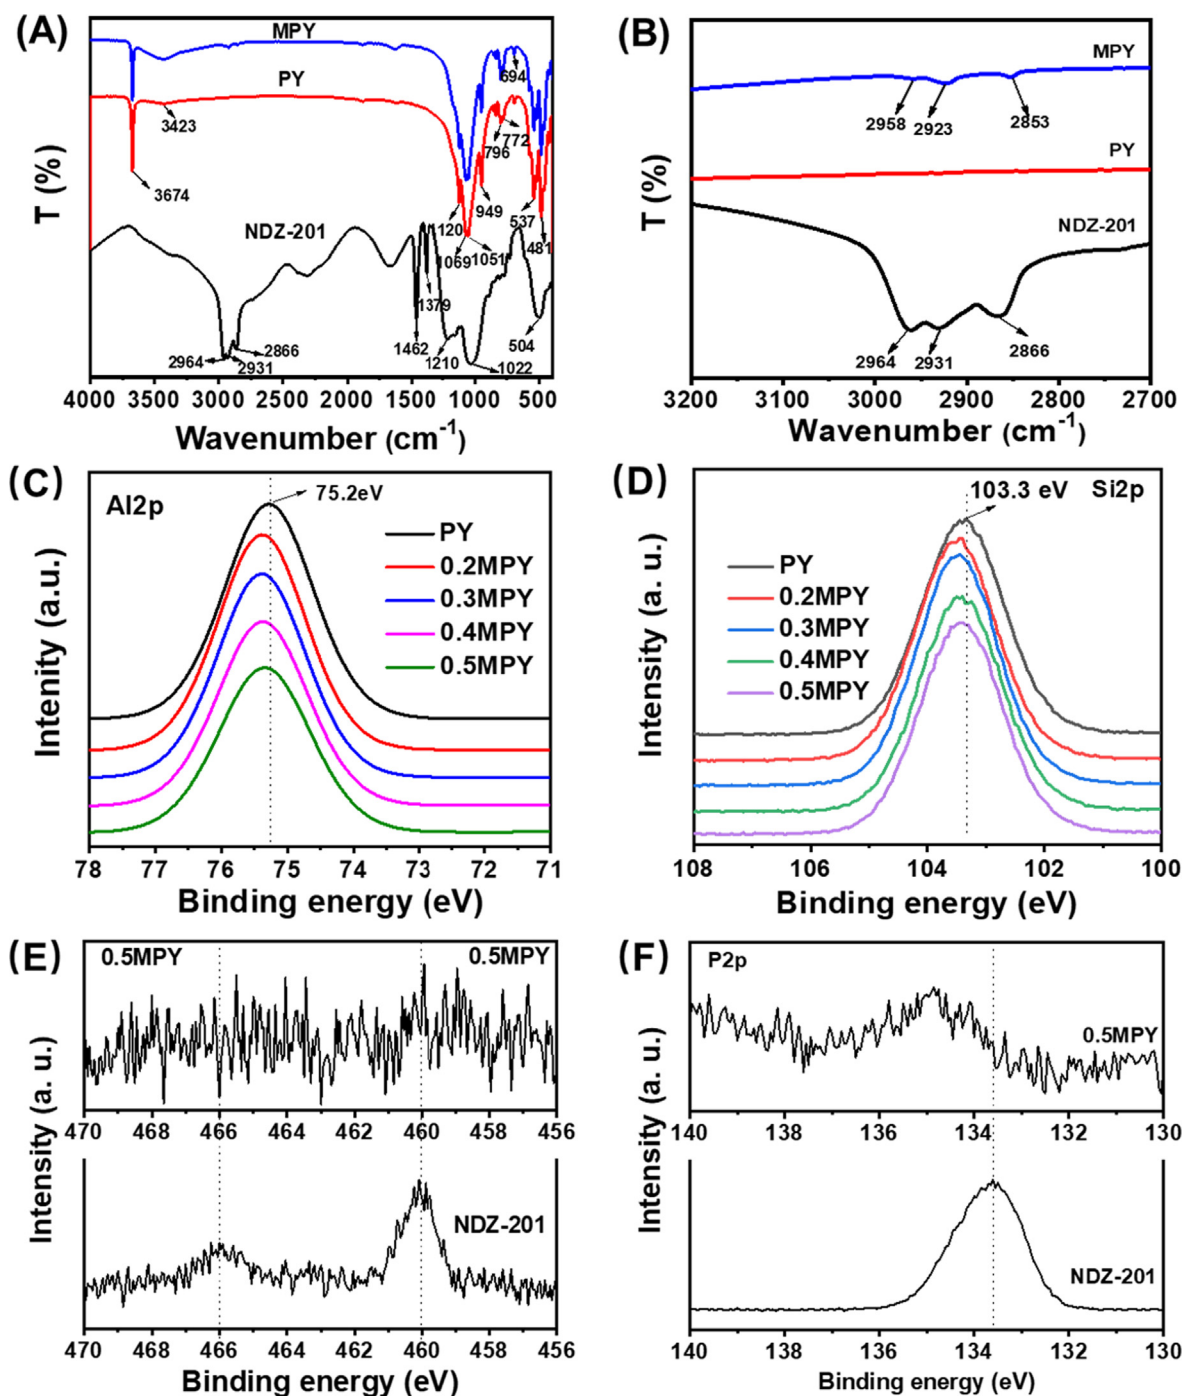 (A)
MPY
694
PY
3423
796
772
3674
T (%)
949
NDZ-201
1120
537
1069
1051
481
1379
2866
2964
2931
1462
1210
504
1022
4000 3500 3000 2500 2000 1500 1000 500
Wavenumber (cm-1)
(B)
MPY
2958
2923
2853
PY
T (%)
NDZ-201
2964
2931
2866
3200 3100 3000 2900 2800 2700
Wavenumber (cm-1)
(C)
Al2p
75.2eV
PY
0.2MPY
0.3MPY
0.4MPY
0.5MPY
Intenity (a.u.)
78 77 76 75 74 73 72 71
Binding energy (eV)
(D)
103.3 eV
Si2p
PY
0.2MPY
0.3MPY
0.4MPY
0.5MPY
Intensity (a. u.)
108 106 104 102 100
Binding energy (eV)
(E)
0.5MPY
0.5MPY
470 468 466 464 462 460 458 456
Intensity (a. u.)
NDZ-201
470 468 466 464 462 460 458 456
Binding energy (eV)
(F)
P2p
0.5MPY
140 138 136 134 132 130
Intensity (a. u.)
NDZ-201
140 138 136 134 132 130
Binding energy (eV)